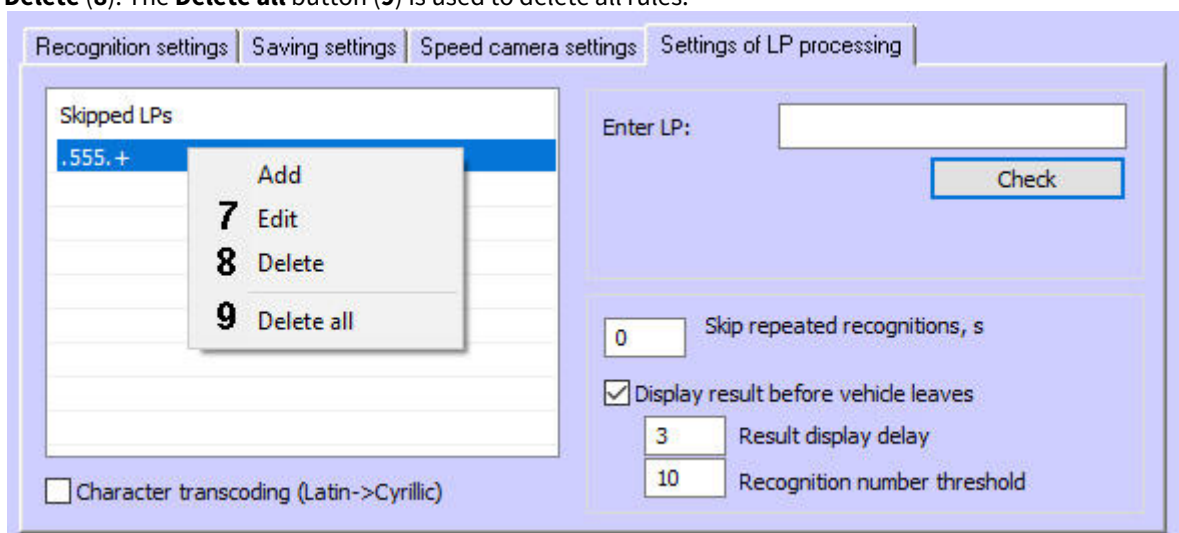 Delete (8). The Delete all button (9) is used to delete all rules.
Recognition settings Saving settings Speed camera settings Settings of LP processing
Skipped LPs
.555.+
Add
7 Edit
8 Delete
9 Delete all
Character transcoding (Latin->Cyrillic)
Enter LP:
Check
0 Skip repeated recognitions, s
Display result before vehicle leaves
3 Result display delay
10 Recognition number threshold